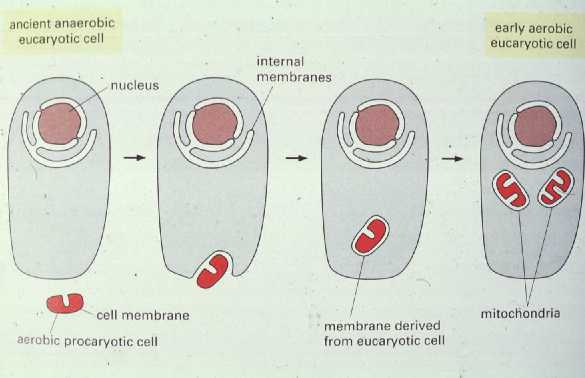 ancient anaerobic
eucaryotic cell
early aerobic
eucaryotic cell
nucleus
internal
membranes
cell membrane
aerobic procaryotic cell
membrane derived
from eucaryotic cell
mitochondria